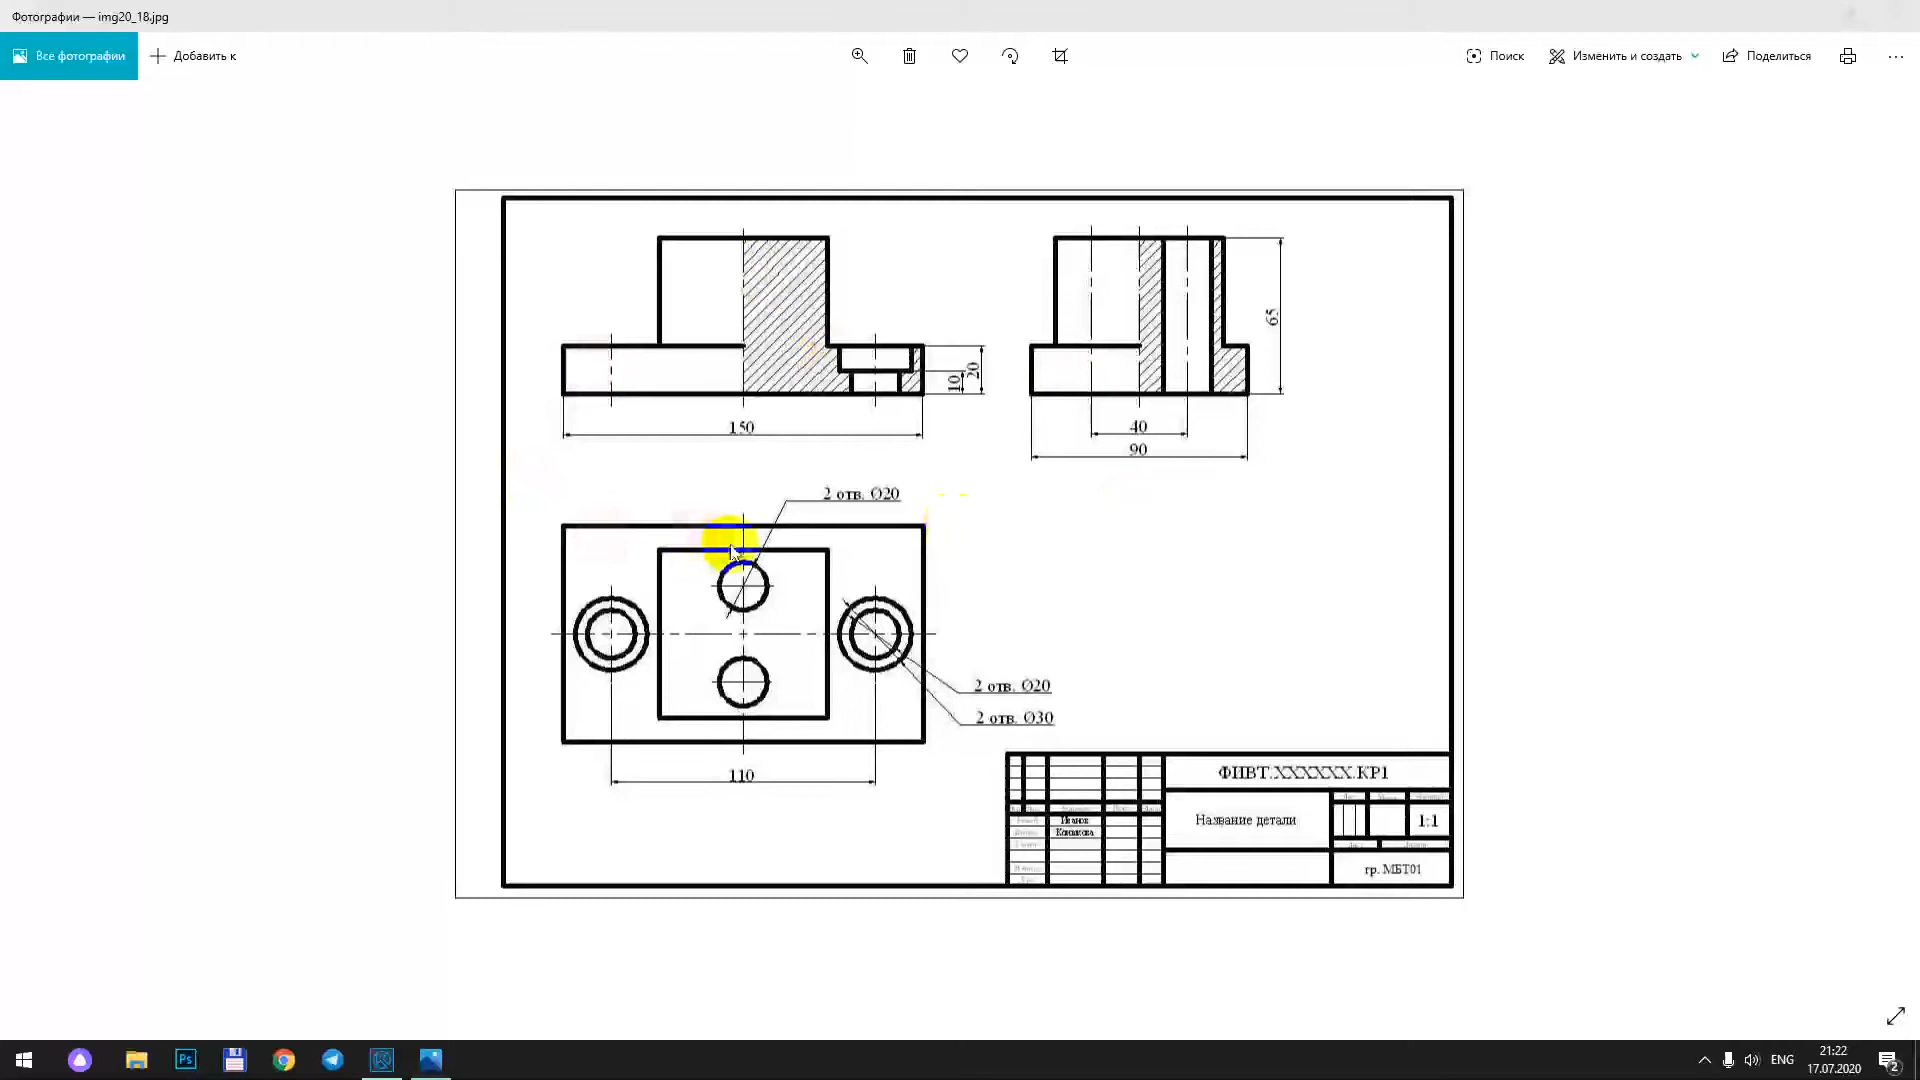 Фотографии — img20_18.jpg
Все фотографии
Добавить к
Поиск
Изменить и создать
Поделиться
65
10
20
150
40
90
2 отв. Ø20
2 отв. Ø20
2 отв. Ø30
110
ФИВТ.XXXXXX.КР1
Название детали
1:1
гр. МБТ01
Ps
ENG
21:22
17.07.2020
2